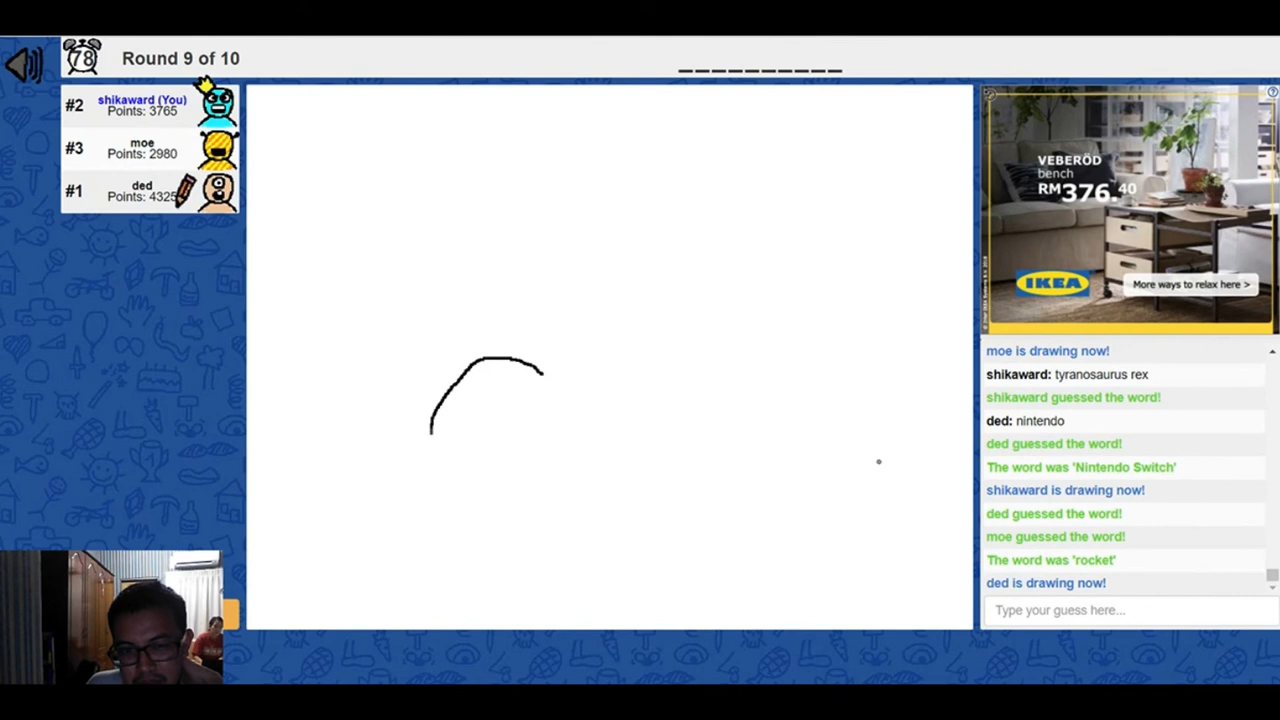 78
Round 9 of 10
__________
#2
shikaward (You)
Points: 3765
#3
moe
Points: 2980
#1
ded
Points: 4325
VEBERÖD
bench
RM376.40
IKEA
More ways to relax here >
moe is drawing now!
shikaward: tyranosaurus rex
shikaward guessed the word!
ded: nintendo
ded guessed the word!
The word was 'Nintendo Switch'
shikaward is drawing now!
ded guessed the word!
moe guessed the word!
The word was 'rocket'
ded is drawing now!
Type your guess here...